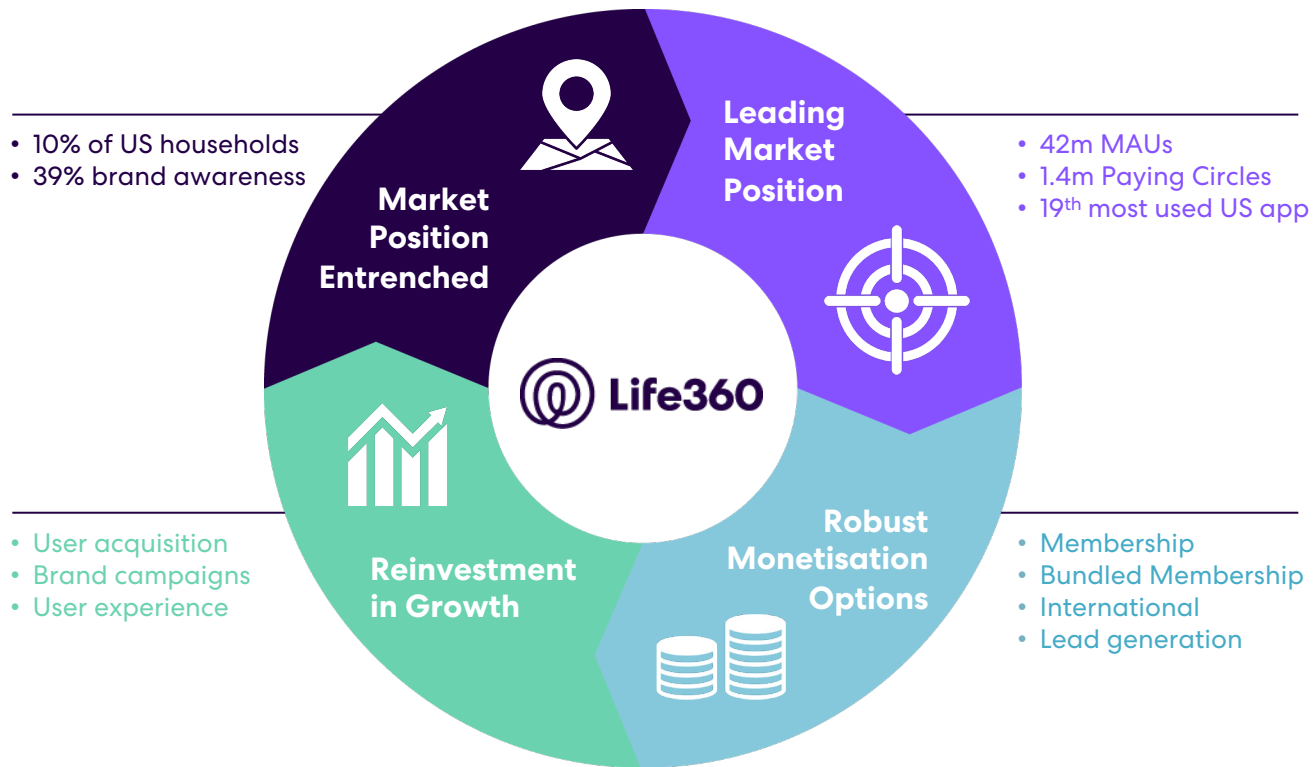 Market
Position
Entrenched
• 10% of US households
• 39% brand awareness
Leading
Market
Position
• 42m MAUs
• 1.4m Paying Circles
• 19th most used US app
Life360
Reinvestment
in Growth
• User acquisition
• Brand campaigns
• User experience
Robust
Monetisation
Options
• Membership
• Bundled Membership
• International
• Lead generation